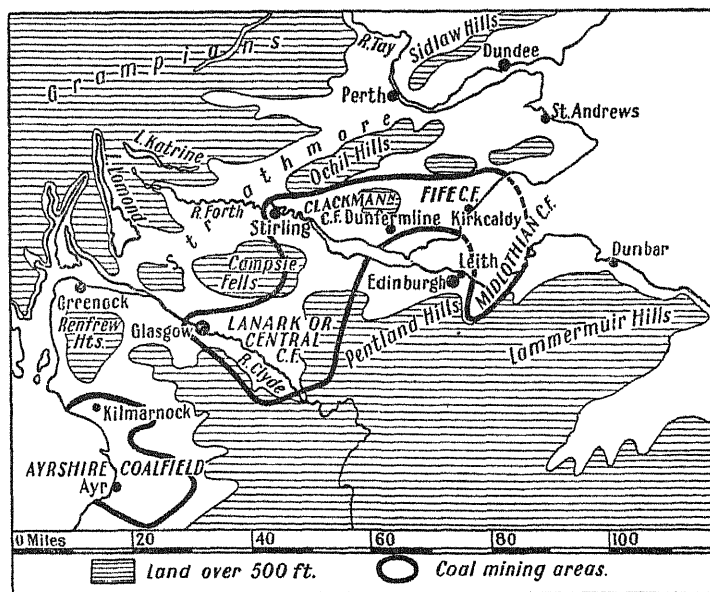 Grampians
R. Tay
Sidlaw Hills
Dundee
Perth
St. Andrews
L. Katrine
L. Lomond
Strathmore
Ochil Hills
R. Forth
Stirling
CLACKMANN
C.F.
Dunfermline
FIFE C.F.
Kirkcaldy
MIDLOTHIAN C.F.
Leith
Edinburgh
Dunbar
Campsie
Fells
Greenock
Renfrew
Hts.
Glasgow
LANARK OR
CENTRAL
C.F.
R. Clyde
Pentland Hills
Lammermuir Hills
Kilmarnock
AYRSHIRE COALFIELD
Ayr
0 Miles 20 40 60 80 100
Land over 500 ft. Coal mining areas.